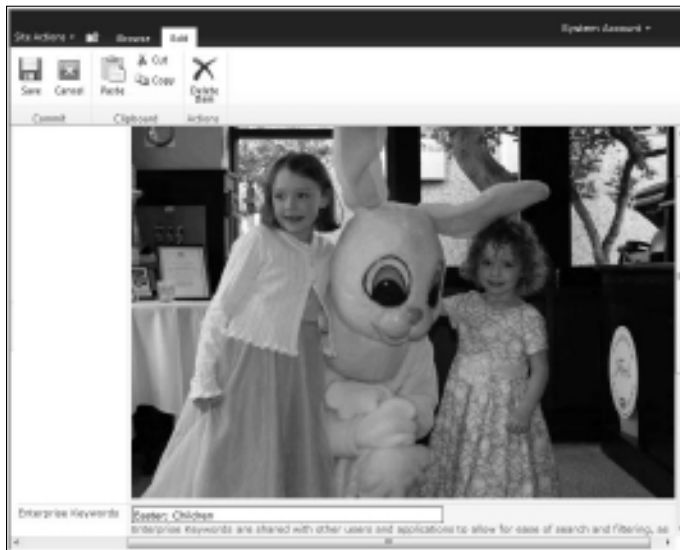 System Account
Site Actions Browse Edit
Save Cancel Paste Cut Copy Delete Item
Commit Clipboard Actions
Enterprise Keywords Easter; Children
Enterprise Keywords are shared with other users and applications to allow for ease of search and filtering, as